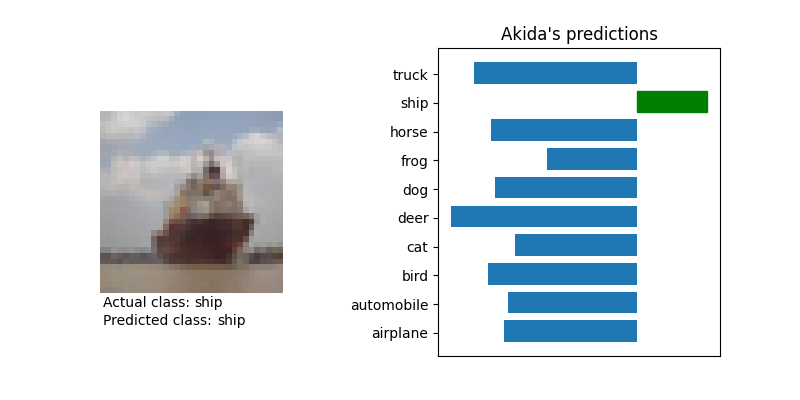 Akida's predictions
truck
ship
horse
frog
dog
deer
cat
bird
automobile
airplane
Actual class: ship
Predicted class: ship